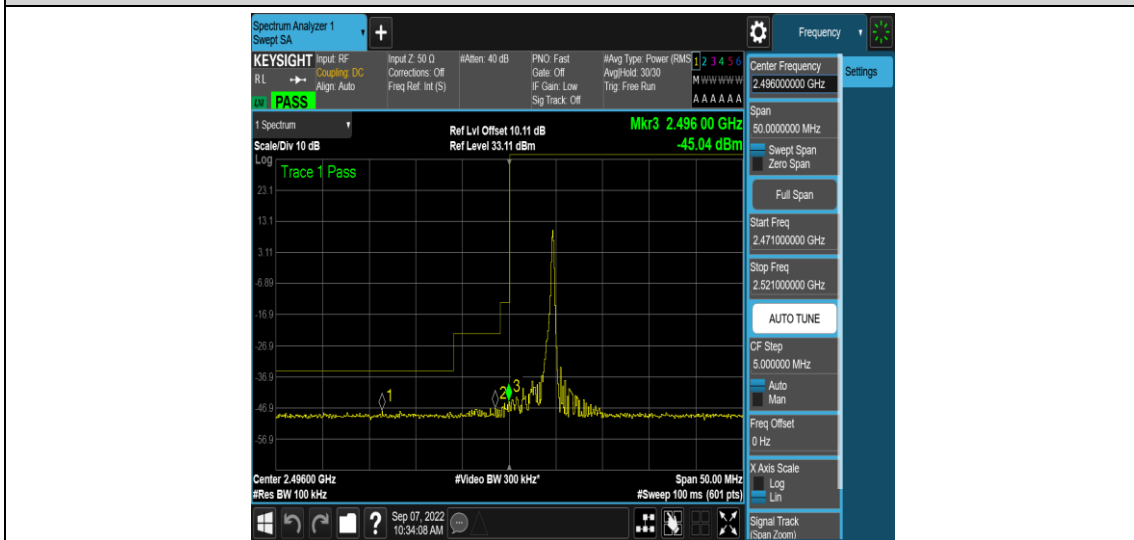 Spectrum Analyzer 1
Swept SA
+
Frequency
KEYSIGHT
Input: RF
Coupling: DC
Align: Auto
Input Z: 50 Ω
Corrections: Off
Freq Ref: Int (S)
#Atten: 40 dB
PNO: Fast
Gate: Off
IF Gain: Low
Sig Track: Off
#Avg Type: Power (RMS
Avg|Hold: 30/30
Trig: Free Run
1 2 3 4 5 6
M W W W W W
A A A A A A
RL
PASS
Center Frequency
2.496000000 GHz
Settings
Span
50.0000000 MHz
Swept Span
Zero Span
Full Span
Start Freq
2.471000000 GHz
Stop Freq
2.521000000 GHz
AUTO TUNE
CF Step
5.000000 MHz
Auto
Man
Freq Offset
0 Hz
X Axis Scale
Log
Lin
Signal Track
(Span Zoom)
1 Spectrum
Scale/Div 10 dB
Ref Lvl Offset 10.11 dB
Ref Level 33.11 dBm
Mkr3 2.496 00 GHz
-45.04 dBm
Log
Trace 1 Pass
23.1
13.1
3.11
-6.89
-16.9
-26.9
-36.9
-46.9
-56.9
1
2
3
Center 2.49600 GHz
#Res BW 100 kHz
#Video BW 300 kHz*
Span 50.00 MHz
#Sweep 100 ms (601 pts)
?
Sep 07, 2022
10:34:08 AM